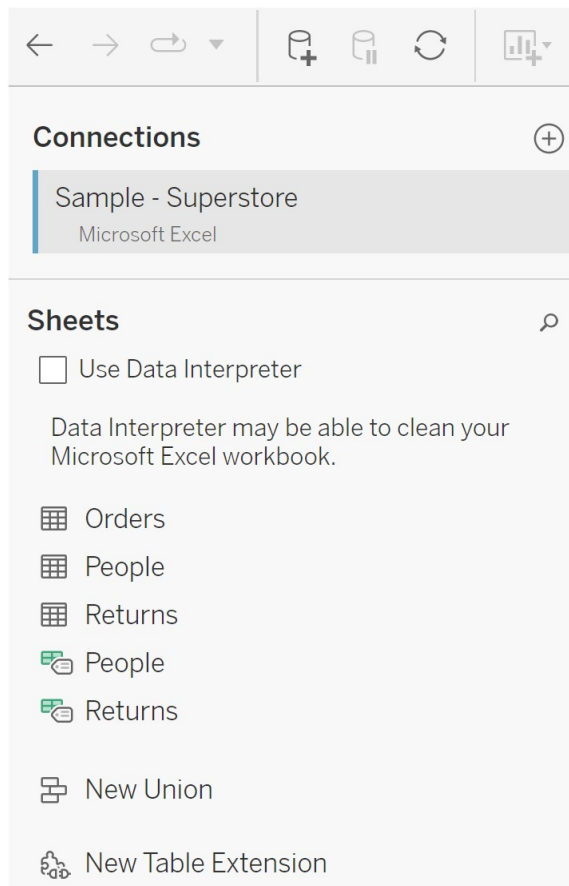 Connections
Sample - Superstore
Microsoft Excel
Sheets
Use Data Interpreter
Data Interpreter may be able to clean your
Microsoft Excel workbook.
Orders
People
Returns
People
Returns
New Union
New Table Extension